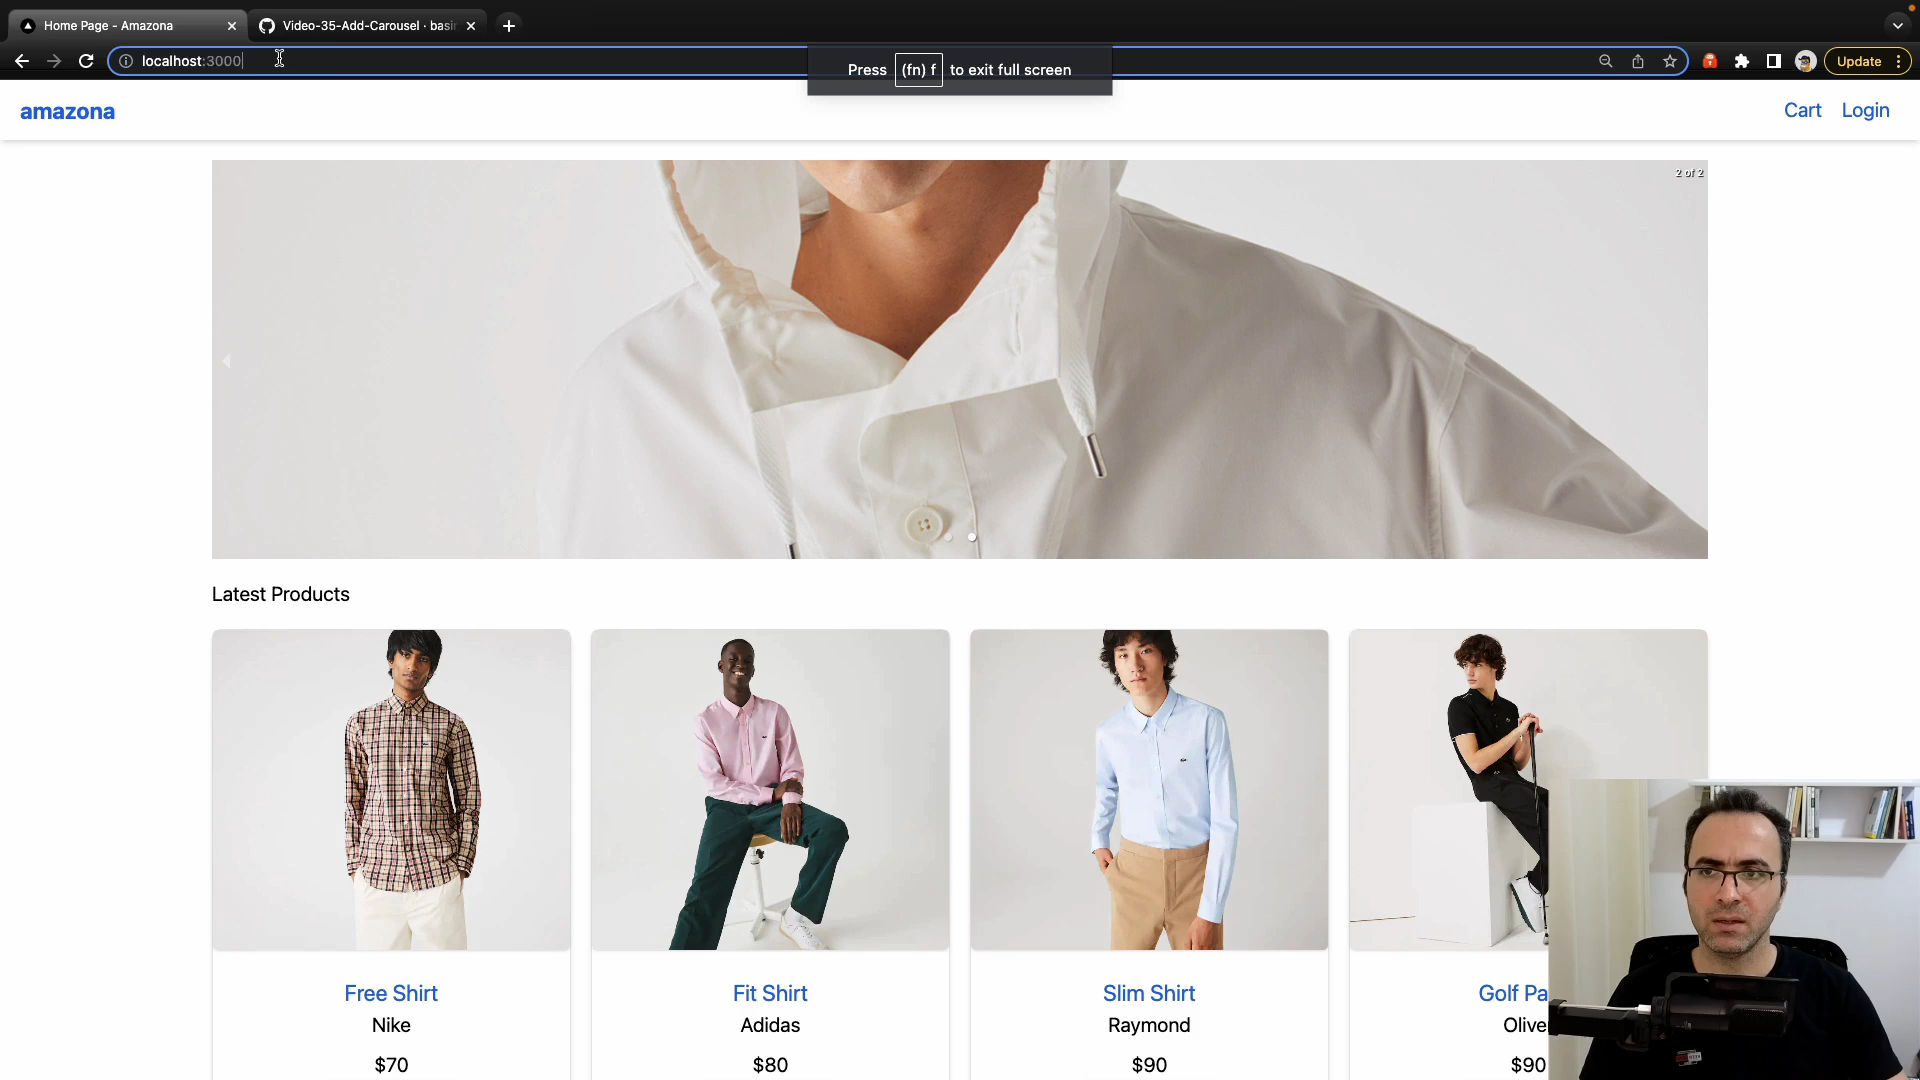 Home Page - Amazona
Video-35-Add-Carousel · basir
localhost:3000
Press (fn) f to exit full screen
Update
amazona
Cart
Login
2 of 2
Latest Products
Free Shirt
Nike
$70
Fit Shirt
Adidas
$80
Slim Shirt
Raymond
$90
Golf Pa
Olive
$90